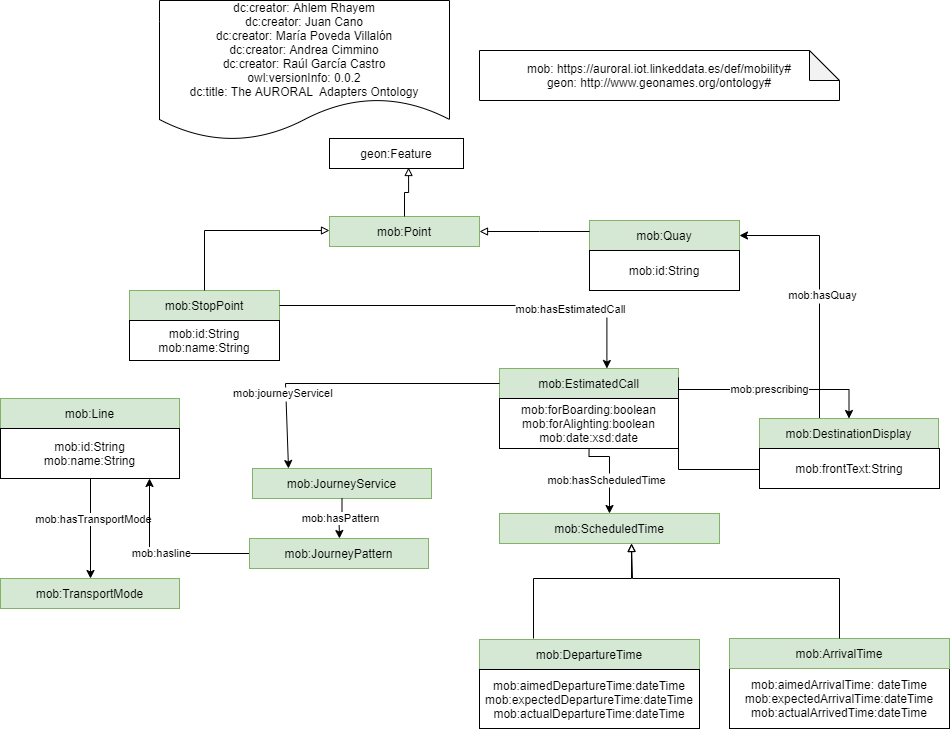 dc:creator: Ahlem Rhayem
dc:creator: Juan Cano
dc:creator: María Poveda Villalón
dc:creator: Andrea Cimmino
dc:creator: Raúl García Castro
owl:versionInfo: 0.0.2
dc:title: The AURORAL  Adapters Ontology
mob: https://auroral.iot.linkeddata.es/def/mobility#
geon: http://www.geonames.org/ontology#
geon:Feature
mob:Point
mob:Quay
mob:id:String
mob:hasQuay
mob:StopPoint
mob:id:String
mob:name:String
mob:hasEstimatedCall
mob:EstimatedCall
mob:forBoarding:boolean
mob:forAlighting:boolean
mob:date:xsd:date
mob:journeyServicel
mob:prescribing
mob:Line
mob:id:String
mob:name:String
mob:DestinationDisplay
mob:frontText:String
mob:JourneyService
mob:hasScheduledTime
mob:hasTransportMode
mob:hasPattern
mob:ScheduledTime
mob:hasline
mob:JourneyPattern
mob:TransportMode
mob:DepartureTime
mob:aimedDepartureTime:dateTime
mob:expectedDepartureTime:dateTime
mob:actualDepartureTime:dateTime
mob:ArrivalTime
mob:aimedArrivalTime: dateTime
mob:expectedArrivalTime:dateTime
mob:actualArrivedTime:dateTime